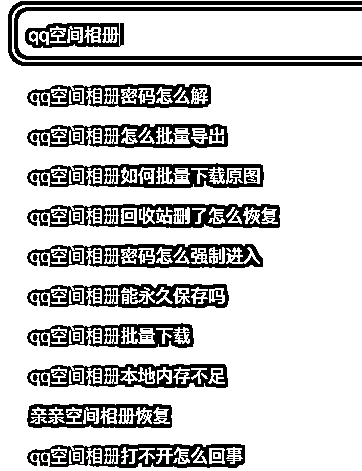 qq空间相册
qq空间相册密码怎么解
qq空间相册怎么批量导出
qq空间相册如何批量下载原图
qq空间相册回收站删了怎么恢复
qq空间相册密码怎么强制进入
qq空间相册能永久保存吗
qq空间相册批量下载
qq空间相册本地内存不足
亲亲空间相册恢复
qq空间相册打不开怎么回事